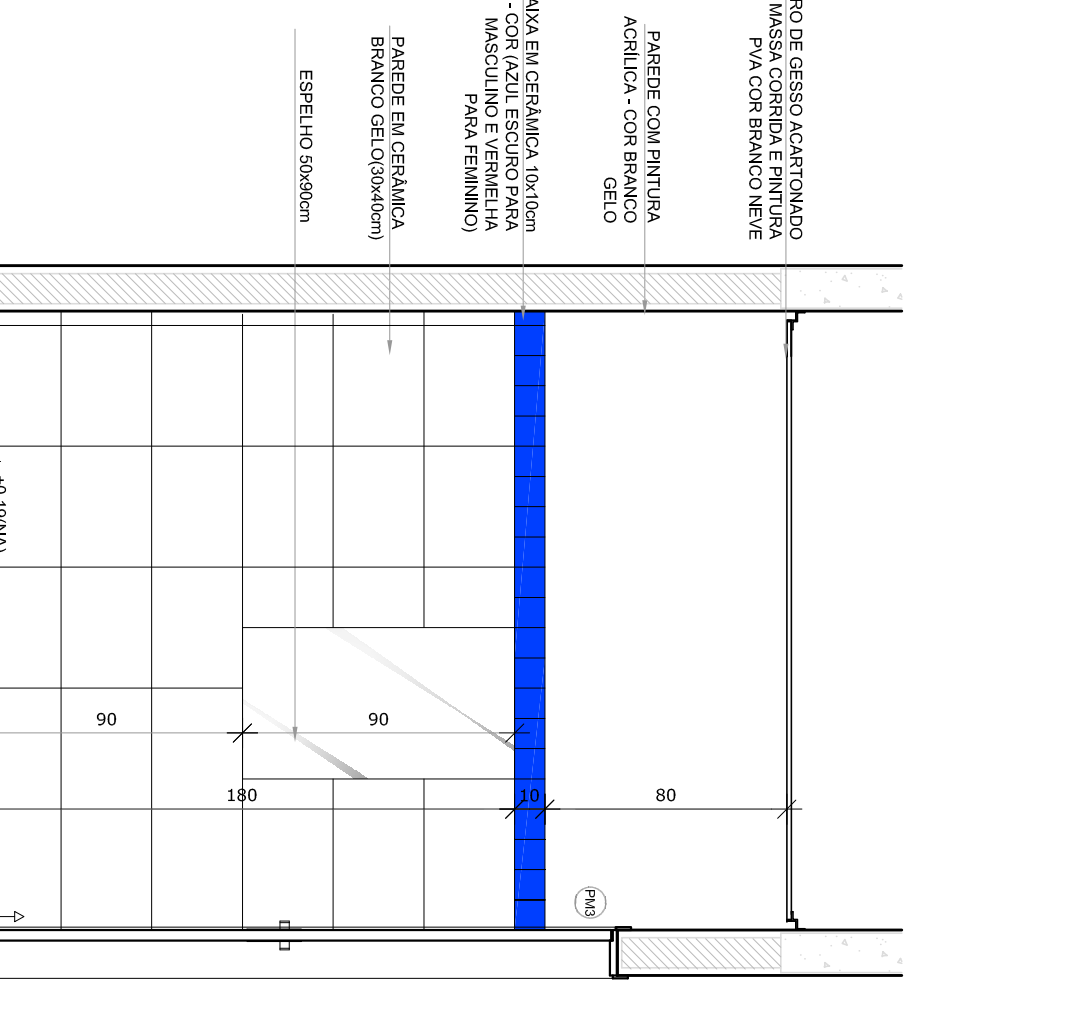 RO DE GESSO ACARTONADO
MASSA CORRIDA E PINTURA
PVA COR BRANCO NEVE
PAREDE COM PINTURA
ACRÍLICA - COR BRANCO
GELO
AIXA EM CERÂMICA 10x10cm
- COR (AZUL ESCURO PARA
MASCULINO E VERMELHA
PARA FEMININO)
PAREDE EM CERÂMICA
BRANCO GELO(30x40cm)
ESPELHO 50x90cm
90
90
180
10
80
PM3